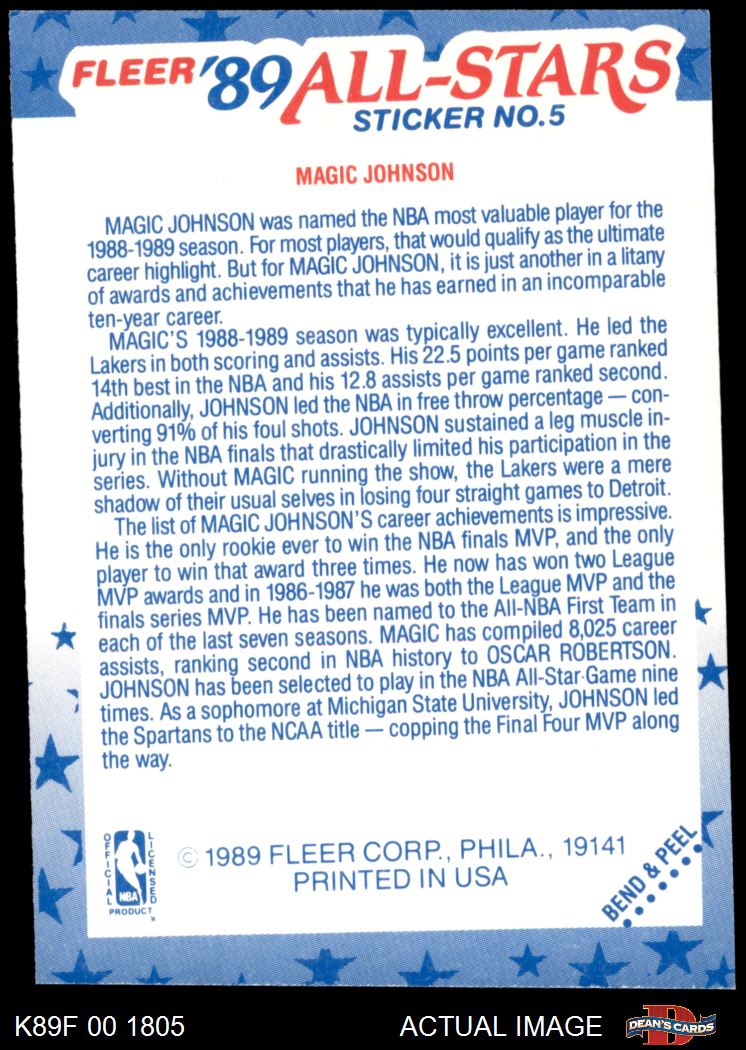 FLEER '89 ALL-STARS
STICKER NO.5
MAGIC JOHNSON
MAGIC JOHNSON was named the NBA most valuable player for the
1988-1989 season. For most players, that would qualify as the ultimate
career highlight. But for MAGIC JOHNSON, it is just another in a litany
of awards and achievements that he has earned in an incomparable
ten-year career.
MAGIC'S 1988-1989 season was typically excellent. He led the
Lakers in both scoring and assists. His 22.5 points per game ranked
14th best in the NBA and his 12.8 assists per game ranked second.
Additionally, JOHNSON led the NBA in free throw percentage — con-
verting 91% of his foul shots. JOHNSON sustained a leg muscle in-
jury in the NBA finals that drastically limited his participation in the
series. Without MAGIC running the show, the Lakers were a mere
shadow of their usual selves in losing four straight games to Detroit.
The list of MAGIC JOHNSON'S career achievements is impressive.
He is the only rookie ever to win the NBA finals MVP, and the only
player to win that award three times. He now has won two League
MVP awards and in 1986-1987 he was both the League MVP and the
finals series MVP. He has been named to the All-NBA First Team in
each of the last seven seasons. MAGIC has compiled 8,025 career
assists, ranking second in NBA history to OSCAR ROBERTSON.
JOHNSON has been selected to play in the NBA All-Star Game nine
times. As a sophomore at Michigan State University, JOHNSON led
the Spartans to the NCAA title — copping the Final Four MVP along
the way.
OFFICIAL LICENSED
NBA
PRODUCT
© 1989 FLEER CORP., PHILA., 19141
PRINTED IN USA
BEND & PEEL
K89F 00 1805
ACTUAL IMAGE
D
DEAN'S CARDS